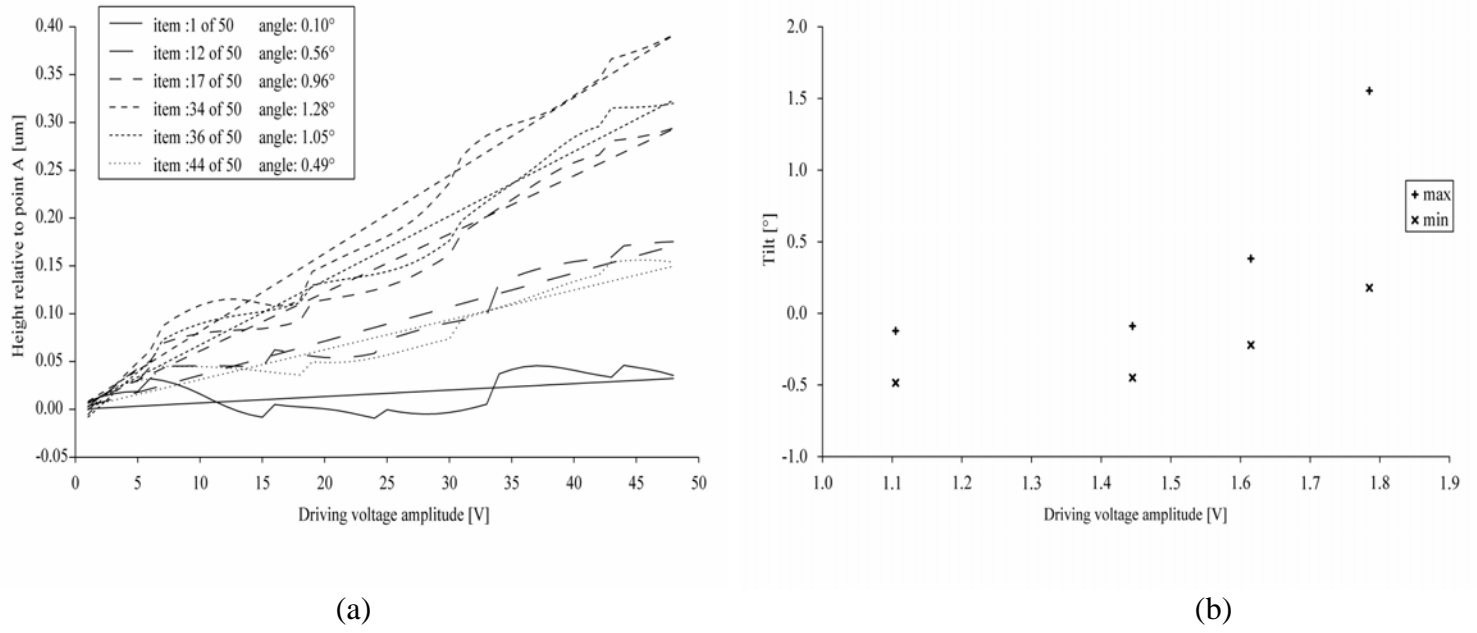 item :1 of 50 angle: 0.10°
item :12 of 50 angle: 0.56°
item :17 of 50 angle: 0.96°
item :34 of 50 angle: 1.28°
item :36 of 50 angle: 1.05°
item :44 of 50 angle: 0.49°
Height relative to point A [um]
0.40
0.35
0.30
0.25
0.20
0.15
0.10
0.05
0.00
-0.05
0 5 10 15 20 25 30 35 40 45 50
Driving voltage amplitude [V]
(a)
Tilt [°]
2.0
1.5
1.0
0.5
0.0
-0.5
-1.0
max
min
1.0 1.1 1.2 1.3 1.4 1.5 1.6 1.7 1.8 1.9
Driving voltage amplitude [V]
(b)